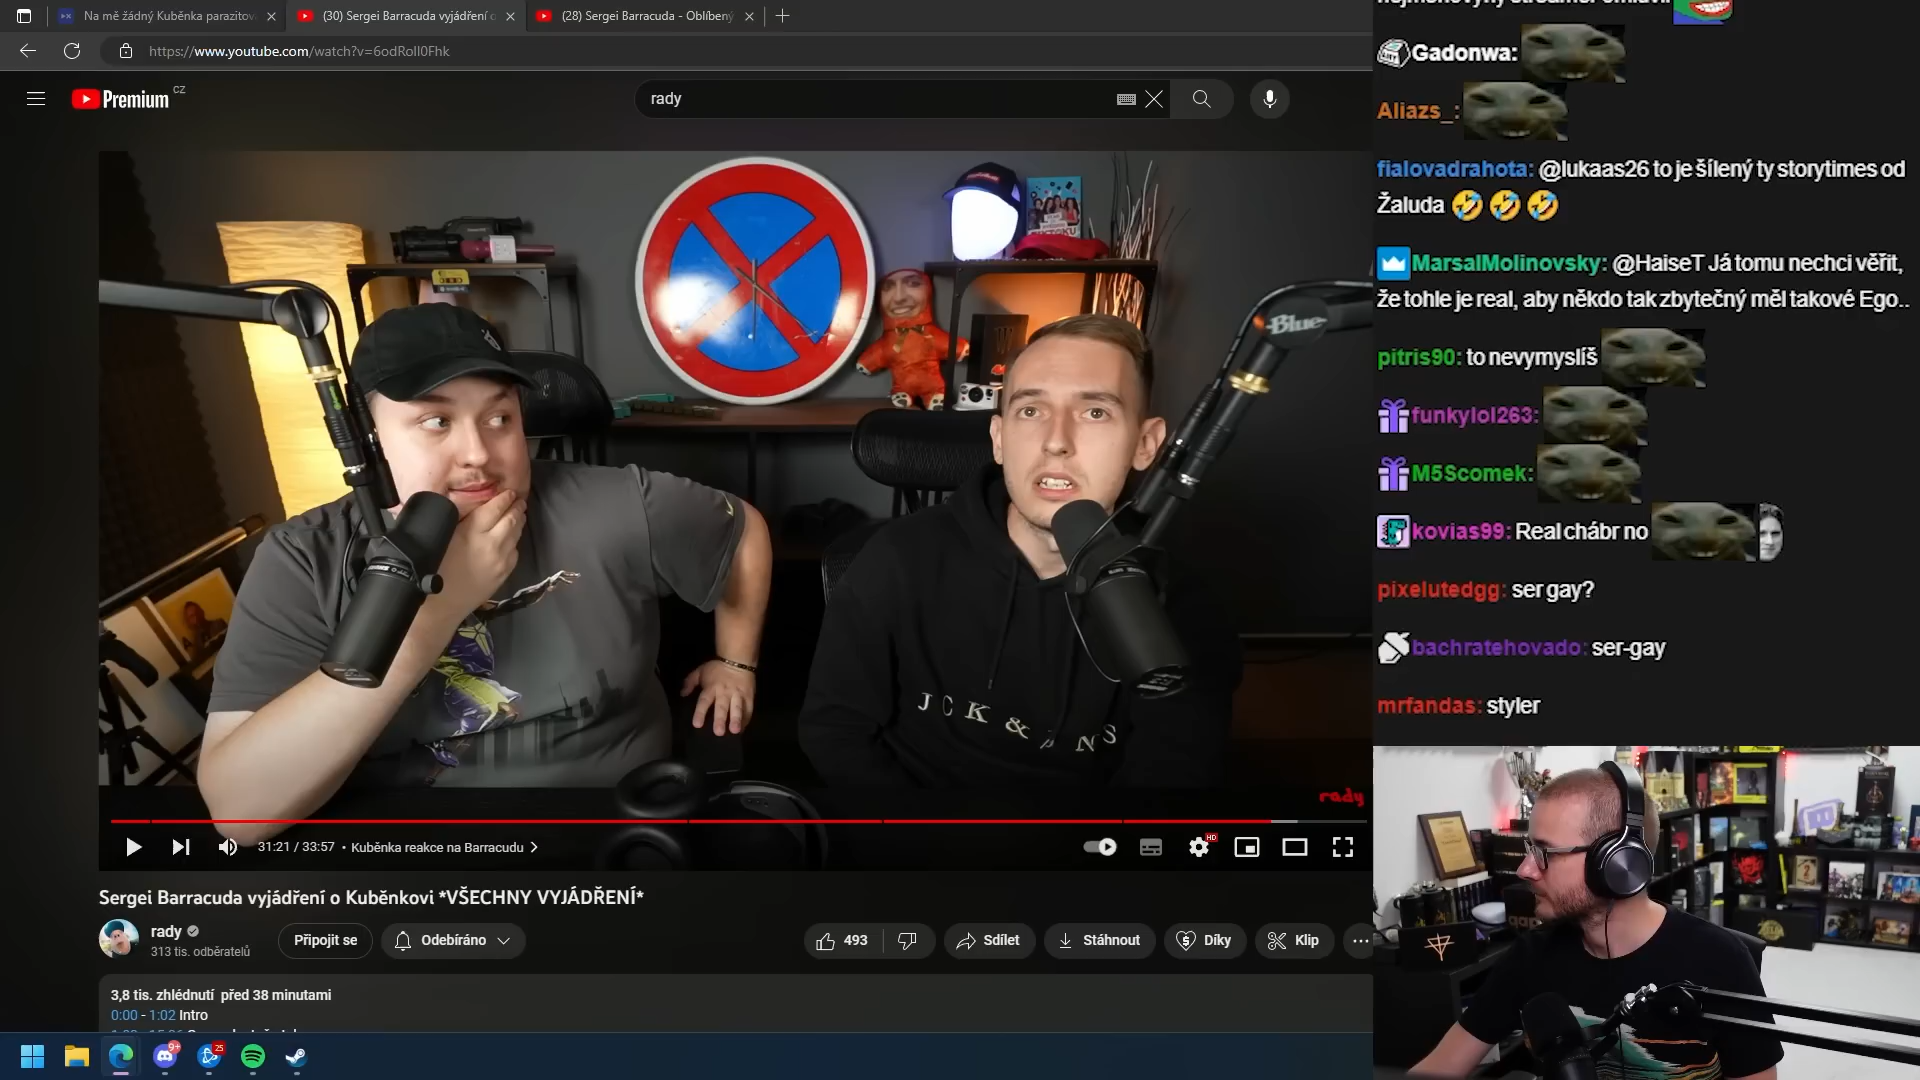 Na mě žádný Kuběnka parazitova
(30) Sergei Barracuda vyjádření o
(28) Sergei Barracuda - Oblíbený
https://www.youtube.com/watch?v=6odRoll0Fhk
Premium CZ
rady
Blue
J C K & J N S
rady
31:21 / 33:57 • Kuběnka reakce na Barracudu
HD
Sergei Barracuda vyjádření o Kuběnkovi *VŠECHNY VYJÁDŘENÍ*
rady
313 tis. odběratelů
Připojit se
Odebíráno
493
Sdílet
Stáhnout
Díky
Klip
3,8 tis. zhlédnutí před 38 minutami
0:00 - 1:02 Intro
9+
25
Gadonwa:
Aliazs_:
fialovadrahota: @lukaas26 to je šílený ty storytimes od
Žaluda
MarsalMolinovsky: @HaiseT Já tomu nechci věřit,
že tohle je real, aby někdo tak zbytečný měl takové Ego..
pitris90: to nevymyslíš
funkylol263:
M5Scomek:
kovias99: Real chábr no
pixelutedgg: ser gay?
bachratehovado: ser-gay
mrfandas: styler